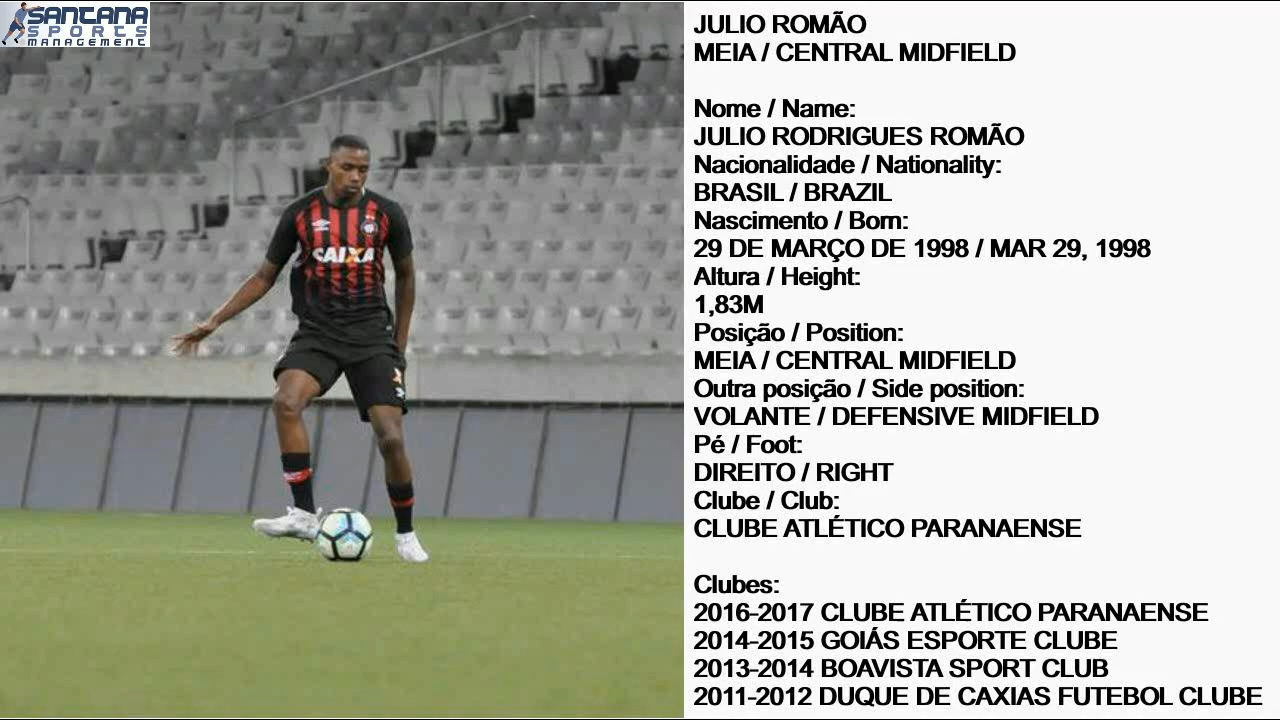 SANTANA
SPORTS
MANAGEMENT
JULIO ROMÃO
MEIA / CENTRAL MIDFIELD
Nome / Name:
JULIO RODRIGUES ROMÃO
Nacionalidade / Nationality:
BRASIL / BRAZIL
Nascimento / Born:
29 DE MARÇO DE 1998 / MAR 29, 1998
Altura / Height:
1,83M
Posição / Position:
MEIA / CENTRAL MIDFIELD
Outra posição / Side position:
VOLANTE / DEFENSIVE MIDFIELD
Pé / Foot:
DIREITO / RIGHT
Clube / Club:
CLUBE ATLÉTICO PARANAENSE
Clubes:
2016-2017 CLUBE ATLÉTICO PARANAENSE
2014-2015 GOIÁS ESPORTE CLUBE
2013-2014 BOAVISTA SPORT CLUB
2011-2012 DUQUE DE CAXIAS FUTEBOL CLUBE
CAIXA